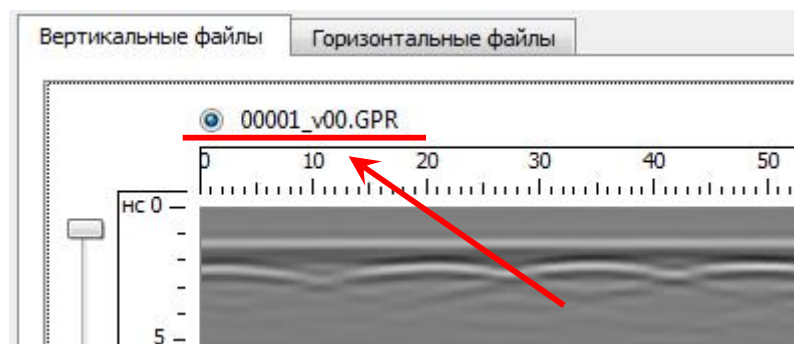 Вертикальные файлы Горизонтальные файлы
00001_v00.GPR
0 10 20 30 40 50
нс 0
5